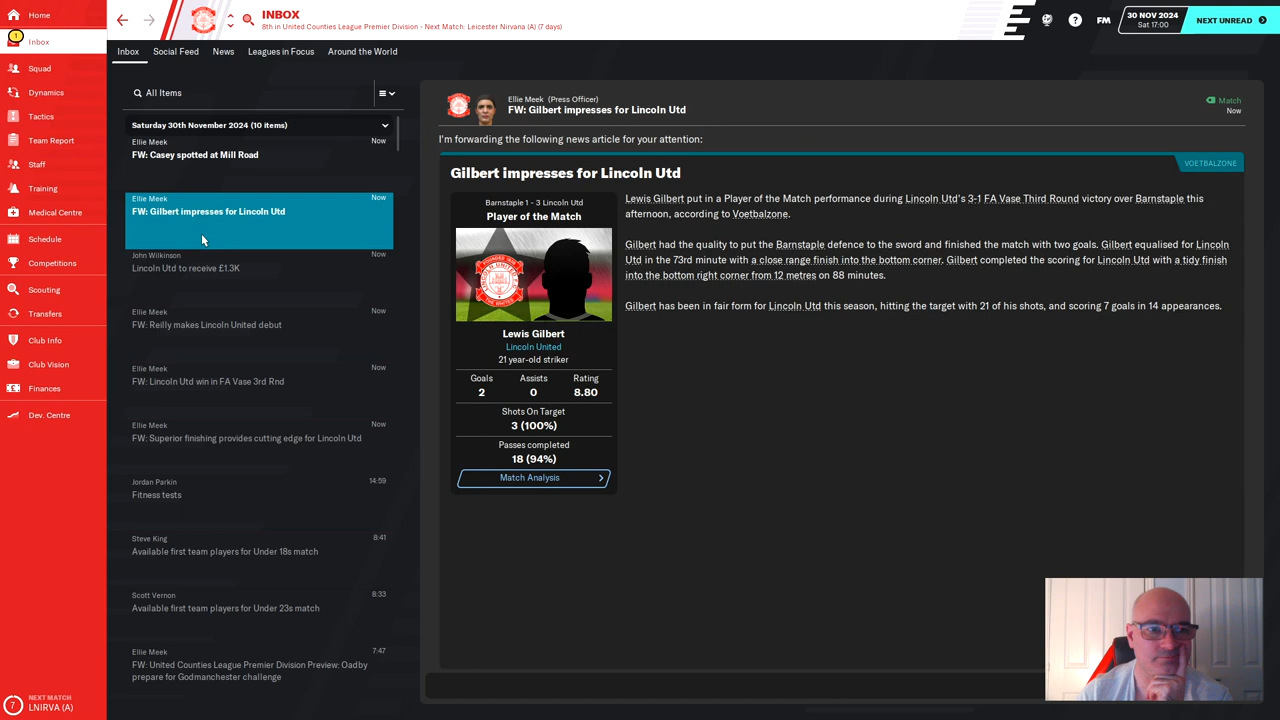 Home
INBOX
8th in United Counties League Premier Division - Next Match: Leicester Nirvana (A) (7 days)
FM
30 NOV 2024
Sat 17:00
NEXT UNREAD
1
Inbox
Squad
Dynamics
Tactics
Team Report
Staff
Training
Medical Centre
Schedule
Competitions
Scouting
Transfers
Club Info
Club Vision
Finances
Dev. Centre
7
NEXT MATCH
LNIRVA (A)
Inbox
Social Feed
News
Leagues in Focus
Around the World
All Items
Saturday 30th November 2024 (10 items)
Ellie Meek
Now
FW: Casey spotted at Mill Road
Ellie Meek
Now
FW: Gilbert impresses for Lincoln Utd
John Wilkinson
Now
Lincoln Utd to receive £1.3K
Ellie Meek
Now
FW: Reilly makes Lincoln United debut
Ellie Meek
Now
FW: Lincoln Utd win in FA Vase 3rd Rnd
Ellie Meek
Now
FW: Superior finishing provides cutting edge for Lincoln Utd
Jordan Parkin
14:59
Fitness tests
Steve King
8:41
Available first team players for Under 18s match
Scott Vernon
8:33
Available first team players for Under 23s match
Ellie Meek
7:47
FW: United Counties League Premier Division Preview: Oadby
prepare for Godmanchester challenge
Ellie Meek (Press Officer)
FW: Gilbert impresses for Lincoln Utd
Match
Now
I'm forwarding the following news article for your attention:
VOETBALZONE
Gilbert impresses for Lincoln Utd
Barnstaple 1 - 3 Lincoln Utd
Player of the Match
Lewis Gilbert
Lincoln United
21 year-old striker
Goals
Assists
Rating
2
0
8.80
Shots On Target
3 (100%)
Passes completed
18 (94%)
Match Analysis
Lewis Gilbert put in a Player of the Match performance during Lincoln Utd's 3-1 FA Vase Third Round victory over Barnstaple this
afternoon, according to Voetbalzone.
Gilbert had the quality to put the Barnstaple defence to the sword and finished the match with two goals. Gilbert equalised for Lincoln
Utd in the 73rd minute with a close range finish into the bottom corner. Gilbert completed the scoring for Lincoln Utd with a tidy finish
into the bottom right corner from 12 metres on 88 minutes.
Gilbert has been in fair form for Lincoln Utd this season, hitting the target with 21 of his shots, and scoring 7 goals in 14 appearances.